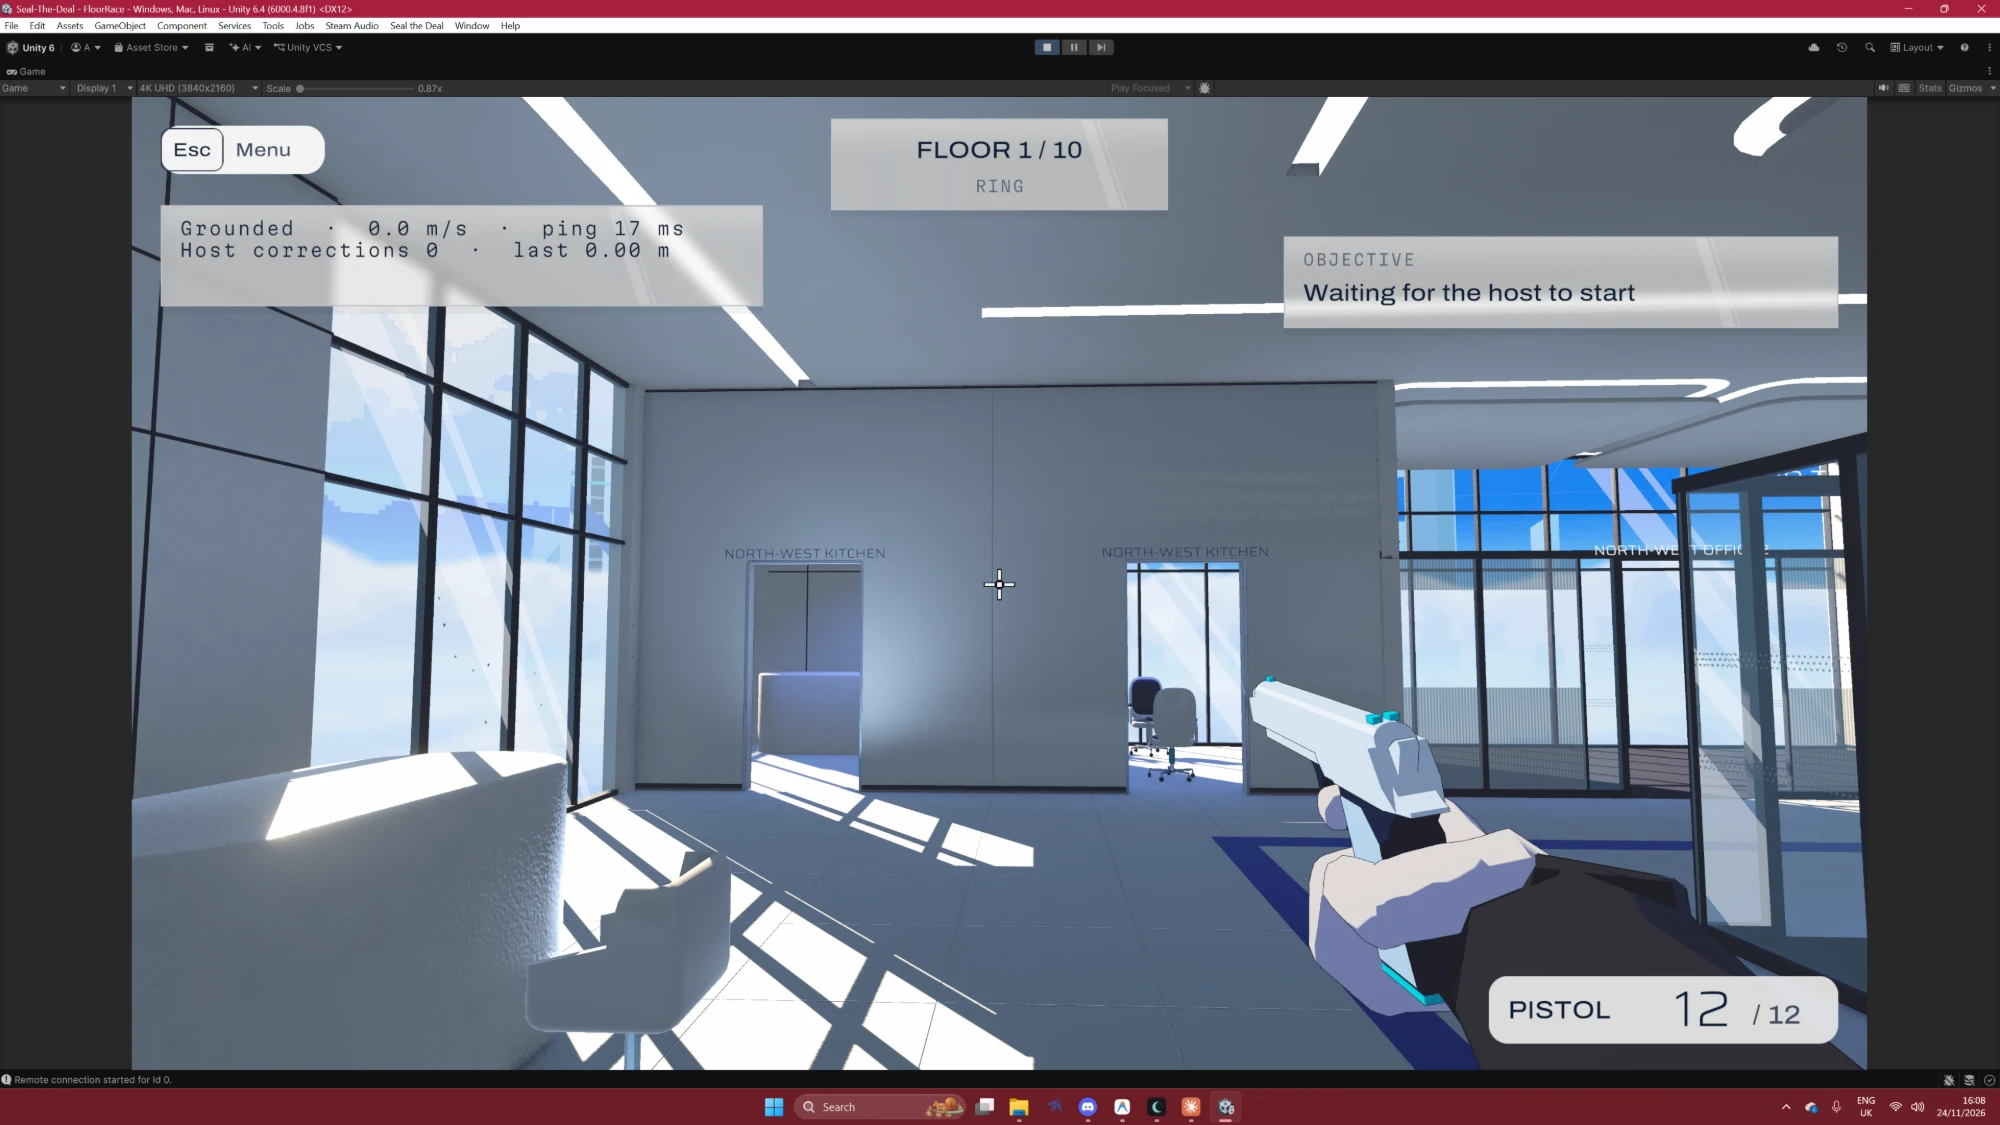 Seal-The-Deal - FloorRace - Windows, Mac, Linux - Unity 6.4 (6000.4.8f1) <DX12>
File Edit Assets GameObject Component Services Tools Jobs Steam Audio Seal the Deal Window Help
Unity 6 A Asset Store AI Unity VCS Layout
Game
Game Display 1 4K UHD (3840x2160) Scale 0.87x Play Focused Stats Gizmos
Esc Menu
FLOOR 1 / 10
RING
Grounded · 0.0 m/s · ping 17 ms
Host corrections 0 · last 0.00 m
OBJECTIVE
Waiting for the host to start
NORTH-WEST KITCHEN
NORTH-WEST KITCHEN
PISTOL 12 / 12
Remote connection started for Id 0.
Search
ENG
UK
16:08
24/11/2026